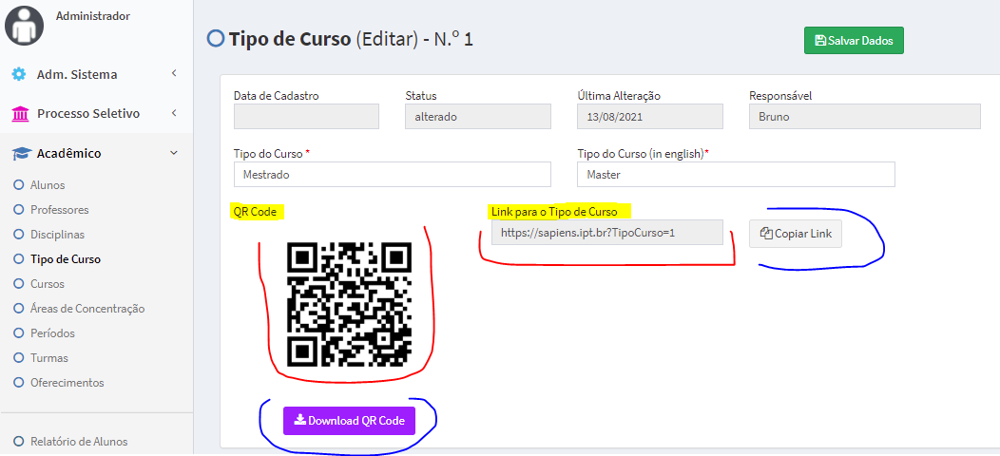 Administrador
Adm. Sistema
Processo Seletivo
Acadêmico
Alunos
Professores
Disciplinas
Tipo de Curso
Cursos
Áreas de Concentração
Períodos
Turmas
Oferecimentos
Relatório de Alunos
Tipo de Curso (Editar) - N.º 1
Salvar Dados
Data de Cadastro
Status
Última Alteração
Responsável
alterado
13/08/2021
Bruno
Tipo do Curso *
Tipo do Curso (in english)*
Mestrado
Master
QR Code
Link para o Tipo de Curso
https://sapiens.ipt.br?TipoCurso=1
Copiar Link
Download QR Code